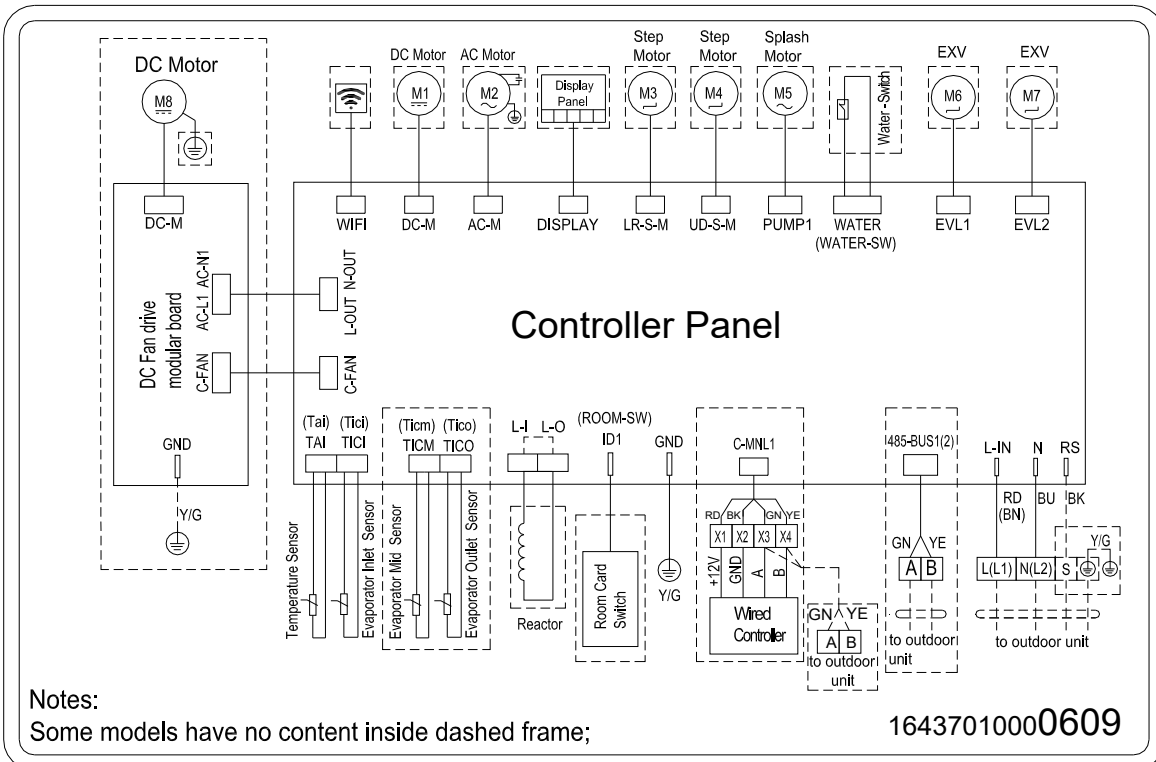 DC Motor
M8
DC-M
AC-L1 AC-N1
C-FAN
DC Fan drive
modular board
GND
Y/G
DC Motor
M1
AC Motor
M2
Display
Panel
Step
Motor
M3
Step
Motor
M4
Splash
Motor
M5
Water-Switch
EXV
M6
EXV
M7
WIFI
DC-M
AC-M
DISPLAY
LR-S-M
UD-S-M
PUMP1
WATER
(WATER-SW)
EVL1
EVL2
L-OUT N-OUT
C-FAN
Controller Panel
(Tai)
TAI
(Tici)
TICI
(Ticm)
TICM
(Tico)
TICO
L-I L-O
(ROOM-SW)
ID1
GND
C-MNL1
485-BUS1(2)
L-IN N RS
Temperature Sensor
Evaporator Inlet Sensor
Evaporator Mid Sensor
Evaporator Outlet Sensor
Reactor
Room Card
Switch
Y/G
RD BK GN YE
X1 X2 X3 X4
+12V GND A B
Wired
Controller
GN YE
A B
to outdoor
unit
GN YE
A B
to outdoor
unit
RD
(BN)
BU
BK
Y/G
L(L1) N(L2) S
to outdoor unit
Notes:
Some models have no content inside dashed frame;
16437010000609